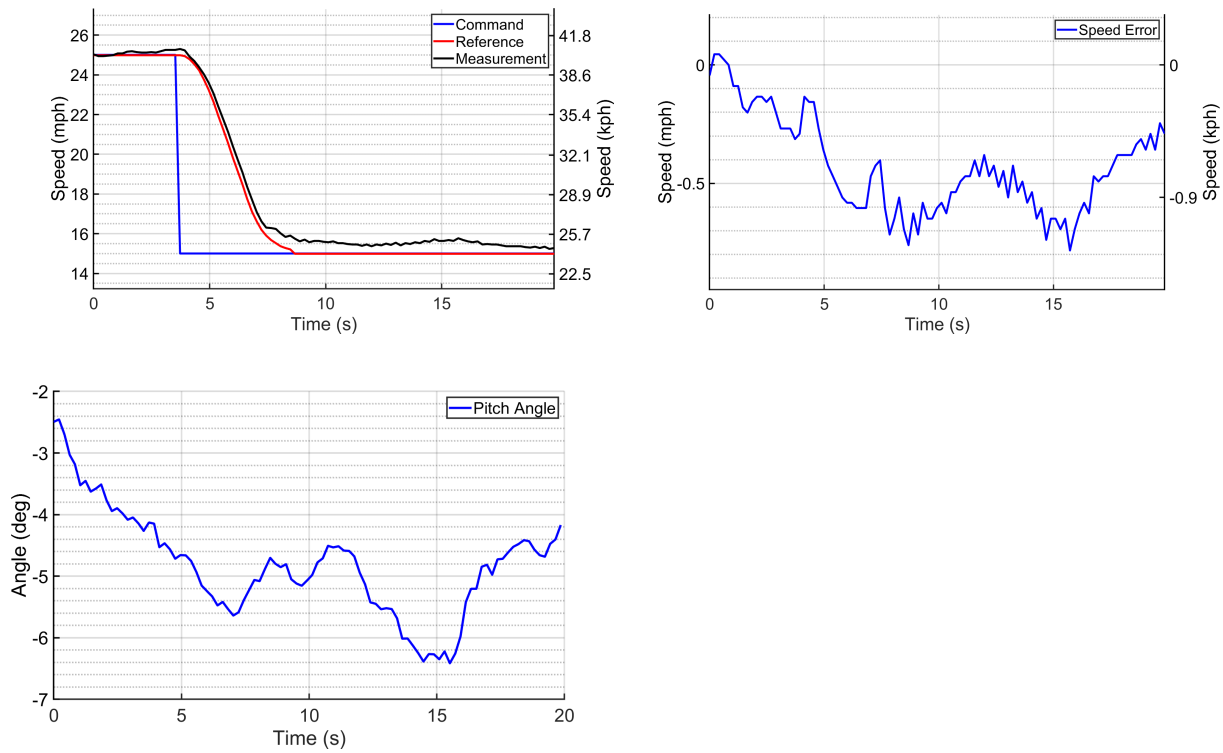 Command
Reference
Measurement
26
24
22
20
18
16
14
41.8
38.6
35.4
32.1
28.9
25.7
22.5
Speed (mph)
Speed (kph)
0
5
10
15
Time (s)
Speed Error
0
-0.5
0
-0.9
Speed (mph)
Speed (kph)
0
5
10
15
Time (s)
Pitch Angle
-2
-3
-4
-5
-6
-7
Angle (deg)
0
5
10
15
20
Time (s)